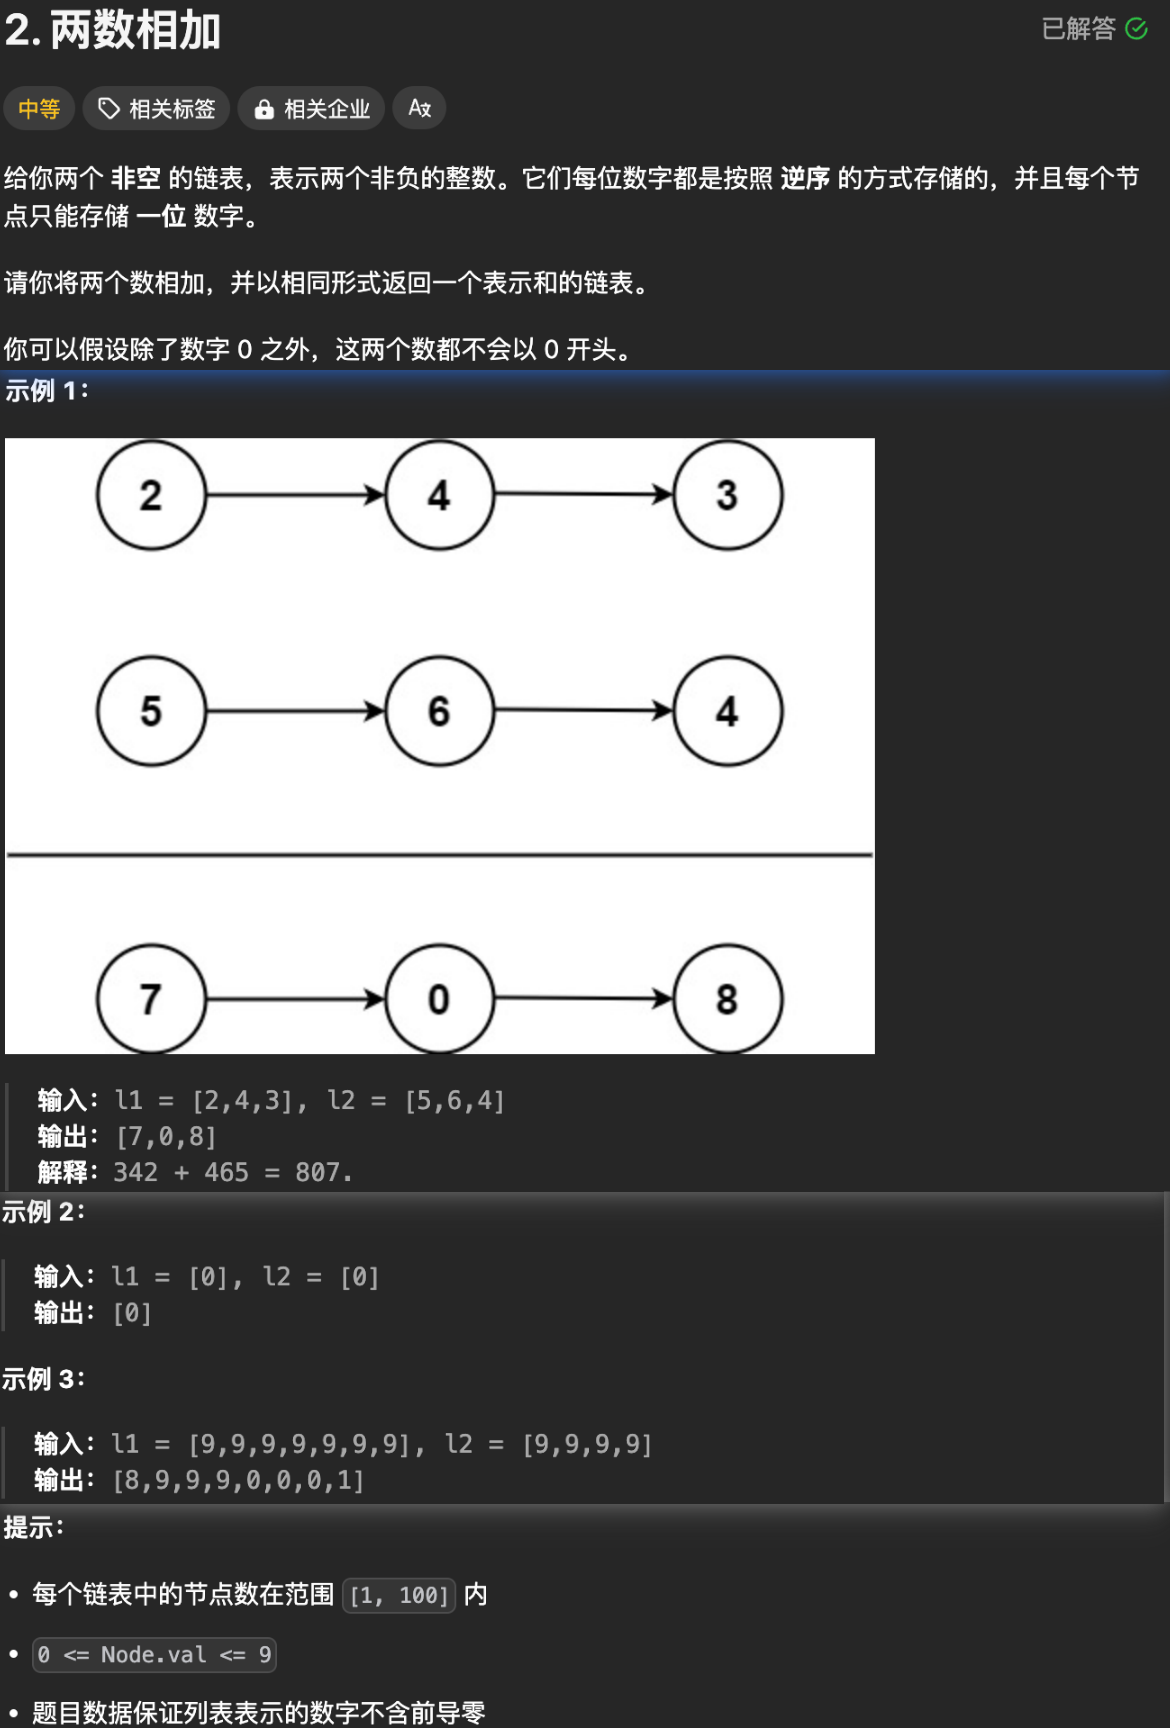 2. 两数相加
已解答
中等 相关标签 相关企业 A文
给你两个 非空 的链表，表示两个非负的整数。它们每位数字都是按照 逆序 的方式存储的，并且每个节
点只能存储 一位 数字。
请你将两个数相加，并以相同形式返回一个表示和的链表。
你可以假设除了数字 0 之外，这两个数都不会以 0 开头。
示例 1：
2 4 3
5 6 4
7 0 8
输入：l1 = [2,4,3], l2 = [5,6,4]
输出：[7,0,8]
解释：342 + 465 = 807.
示例 2：
输入：l1 = [0], l2 = [0]
输出：[0]
示例 3：
输入：l1 = [9,9,9,9,9,9,9], l2 = [9,9,9,9]
输出：[8,9,9,9,0,0,0,1]
提示：
• 每个链表中的节点数在范围 [1, 100] 内
• 0 <= Node.val <= 9
• 题目数据保证列表表示的数字不含前导零